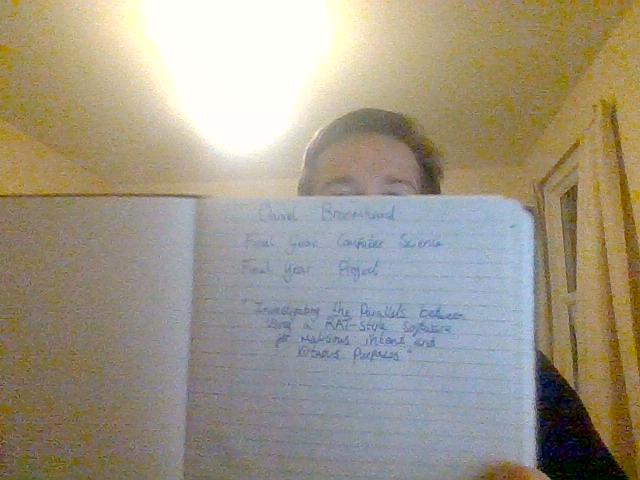 Daniel Broomhead
Final Year Computer Science
Final Year Project
"Investigating the Parallels between
using a RAT-Style Software
for malicious intent and
Virtuous Purposes"